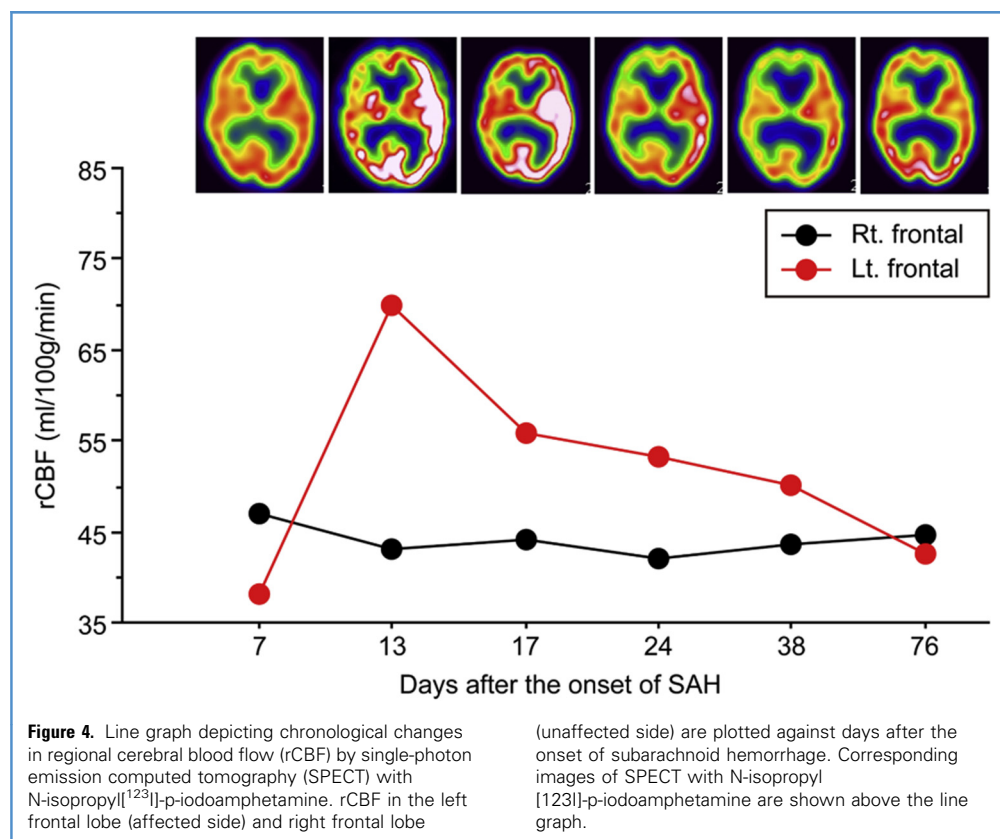 85
75
65
55
45
35
rCBF (ml/100g/min)
Rt. frontal
Lt. frontal
7 13 17 24 38 76
Days after the onset of SAH
Figure 4. Line graph depicting chronological changes
in regional cerebral blood flow (rCBF) by single-photon
emission computed tomography (SPECT) with
N-isopropyl[¹²³I]-p-iodoamphetamine. rCBF in the left
frontal lobe (affected side) and right frontal lobe
(unaffected side) are plotted against days after the
onset of subarachnoid hemorrhage. Corresponding
images of SPECT with N-isopropyl
[123I]-p-iodoamphetamine are shown above the line
graph.